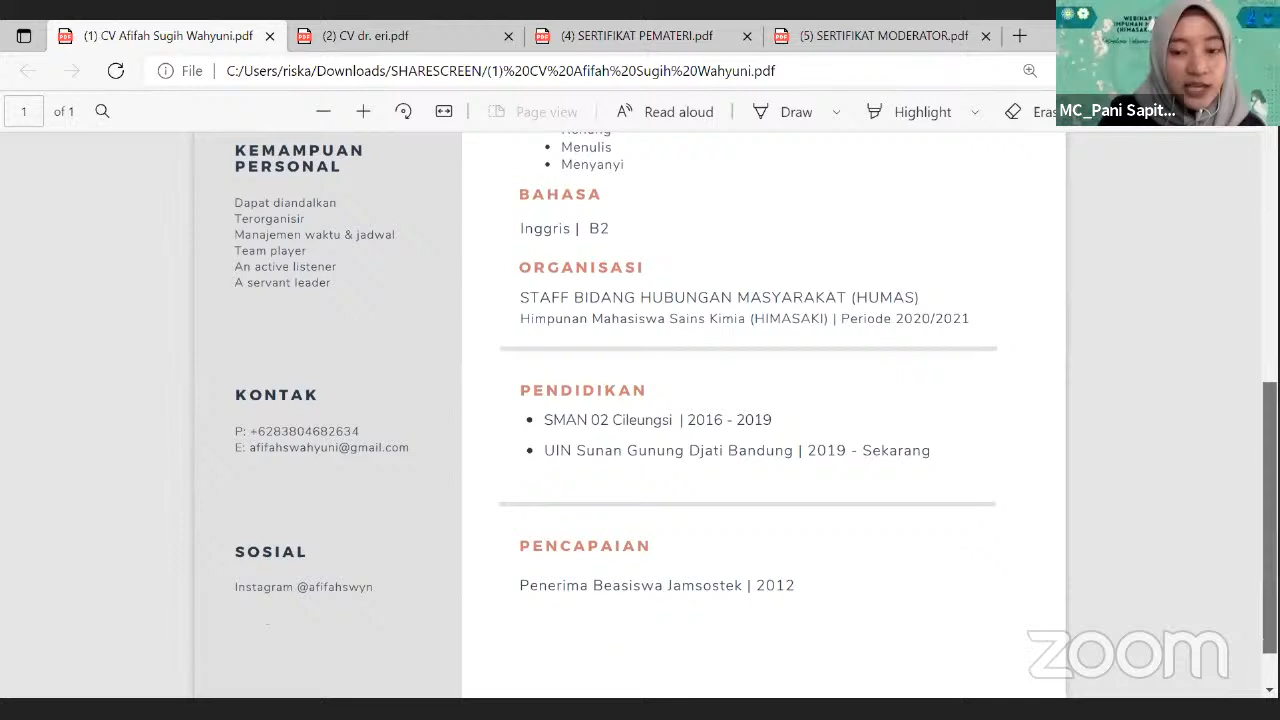 (1) CV Afifah Sugih Wahyuni.pdf
(2) CV dr. eri.pdf
(4) SERTIFIKAT PEMATERI.pdf
(5) SERTIFIKAT MODERATOR.pdf
File
C:/Users/riska/Downloads/SHARESCREEN/(1)%20CV%20Afifah%20Sugih%20Wahyuni.pdf
1 of 1
Page view
Read aloud
Draw
Highlight
MC_Pani Sapit...
KEMAMPUAN
PERSONAL
Dapat diandalkan
Terorganisir
Manajemen waktu & jadwal
Team player
An active listener
A servant leader
KONTAK
P: +6283804682634
E: afifahswahyuni@gmail.com
SOSIAL
Instagram @afifahswyn
• Menulis
• Menyanyi
BAHASA
Inggris | B2
ORGANISASI
STAFF BIDANG HUBUNGAN MASYARAKAT (HUMAS)
Himpunan Mahasiswa Sains Kimia (HIMASAKI) | Periode 2020/2021
PENDIDIKAN
• SMAN 02 Cileungsi | 2016 - 2019
• UIN Sunan Gunung Djati Bandung | 2019 - Sekarang
PENCAPAIAN
Penerima Beasiswa Jamsostek | 2012
zoom